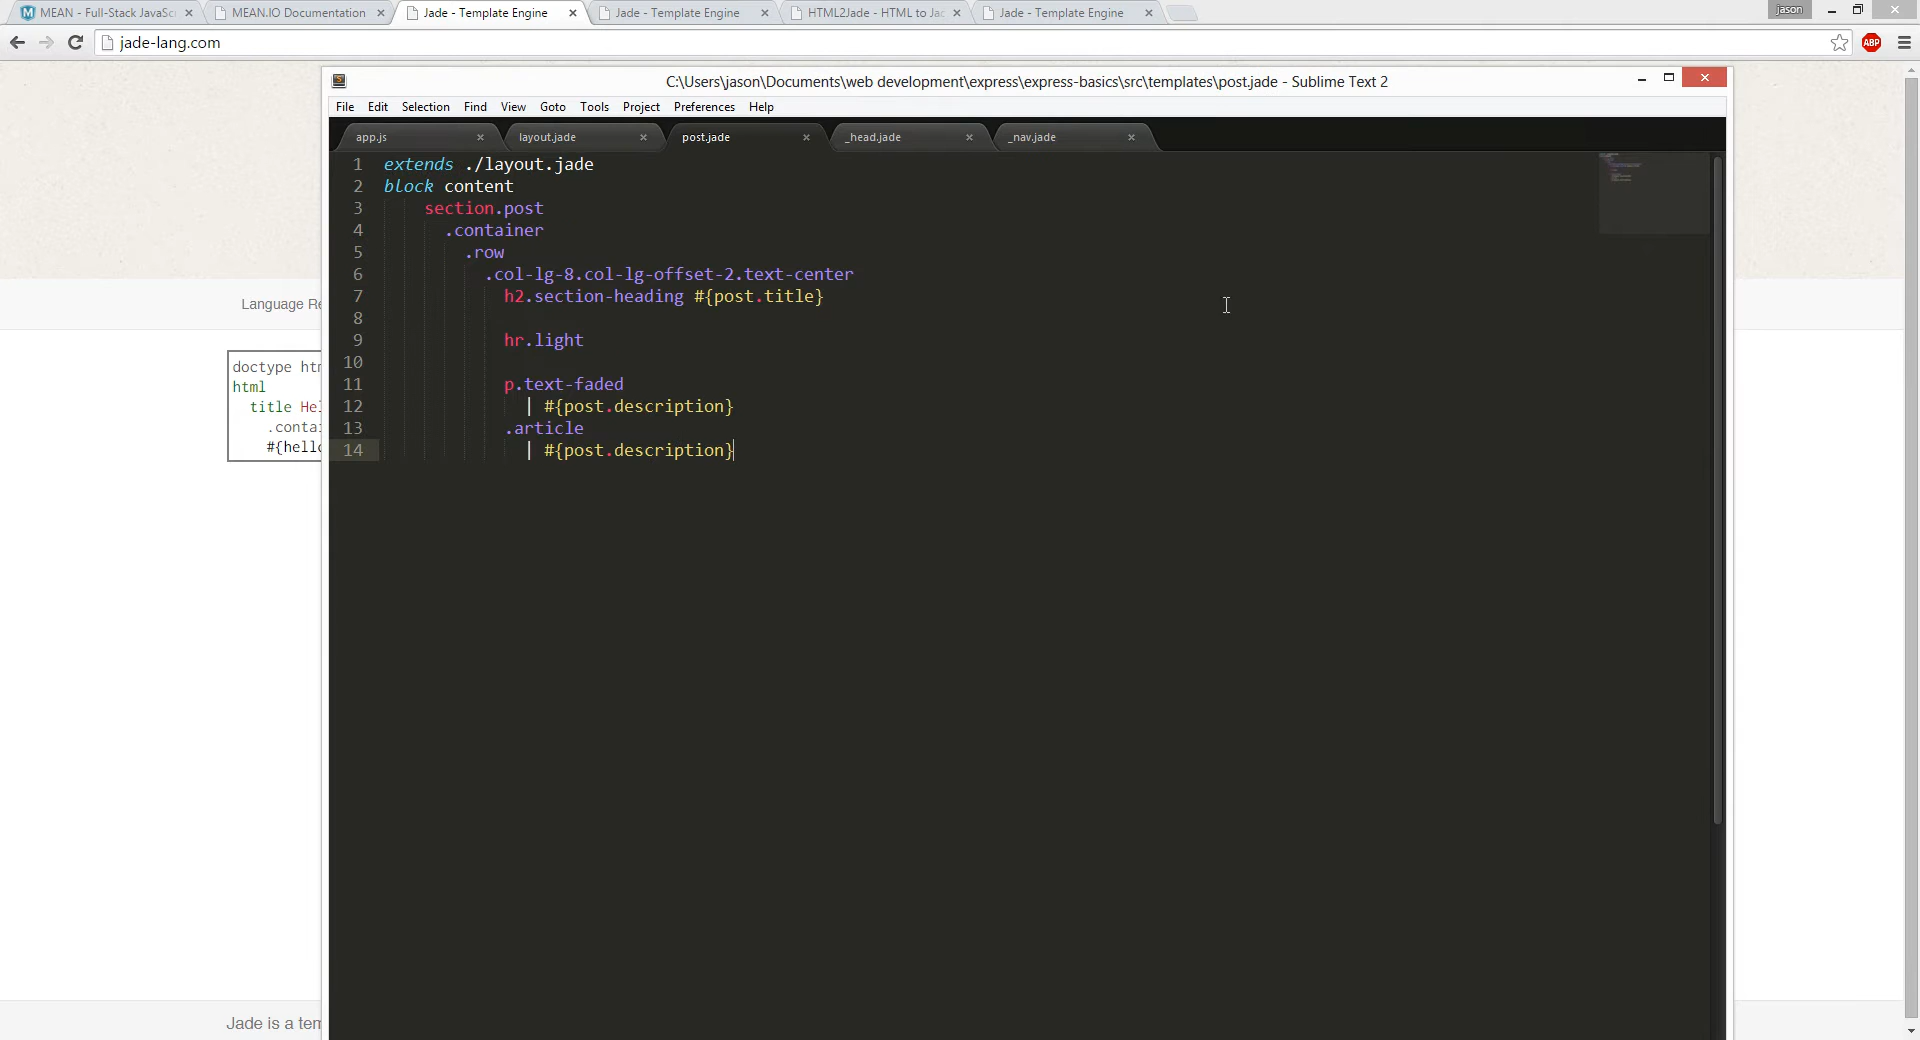 MEAN - Full-Stack JavaSc
MEAN.IO Documentation
Jade - Template Engine
Jade - Template Engine
HTML2Jade - HTML to Jac
Jade - Template Engine
jason
jade-lang.com
ABP
C:\Users\jason\Documents\web development\express\express-basics\src\templates\post.jade - Sublime Text 2
File Edit Selection Find View Goto Tools Project Preferences Help
app.js
layout.jade
post.jade
_head.jade
_nav.jade
1 extends ./layout.jade
2 block content
3 section.post
4 .container
5 .row
6 .col-lg-8.col-lg-offset-2.text-center
7 h2.section-heading #{post.title}
8
9 hr.light
10
11 p.text-faded
12 | #{post.description}
13 .article
14 | #{post.description}
Language Re
doctype htm
html
title Hel
.contai
#{hello
Jade is a tem